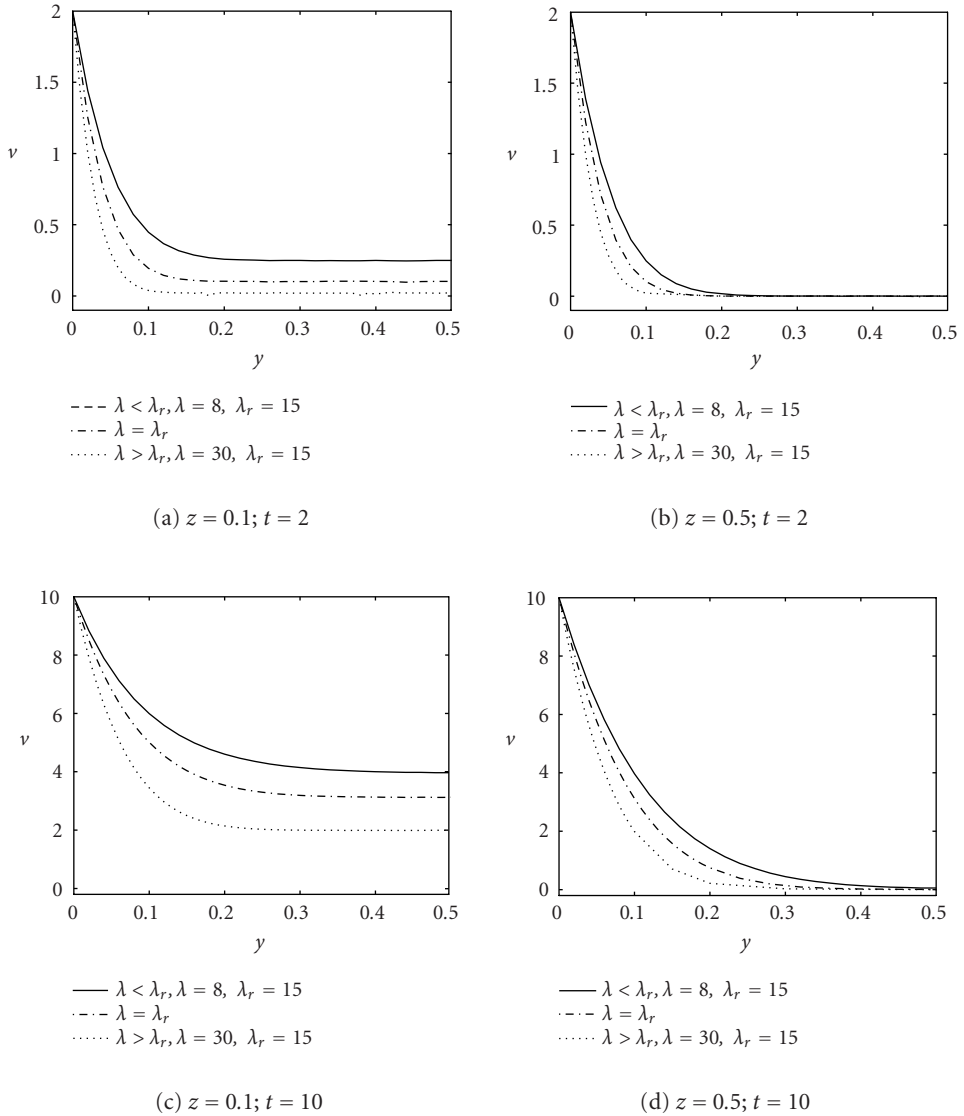 2
1.5
1
0.5
0
v
0 0.1 0.2 0.3 0.4 0.5
y
λ < λr, λ = 8, λr = 15
λ = λr
λ > λr, λ = 30, λr = 15
(a) z = 0.1; t = 2
2
1.5
1
0.5
0
v
0 0.1 0.2 0.3 0.4 0.5
y
λ < λr, λ = 8, λr = 15
λ = λr
λ > λr, λ = 30, λr = 15
(b) z = 0.5; t = 2
10
8
6
4
2
0
v
0 0.1 0.2 0.3 0.4 0.5
y
λ < λr, λ = 8, λr = 15
λ = λr
λ > λr, λ = 30, λr = 15
(c) z = 0.1; t = 10
10
8
6
4
2
0
v
0 0.1 0.2 0.3 0.4 0.5
y
λ < λr, λ = 8, λr = 15
λ = λr
λ > λr, λ = 30, λr = 15
(d) z = 0.5; t = 10